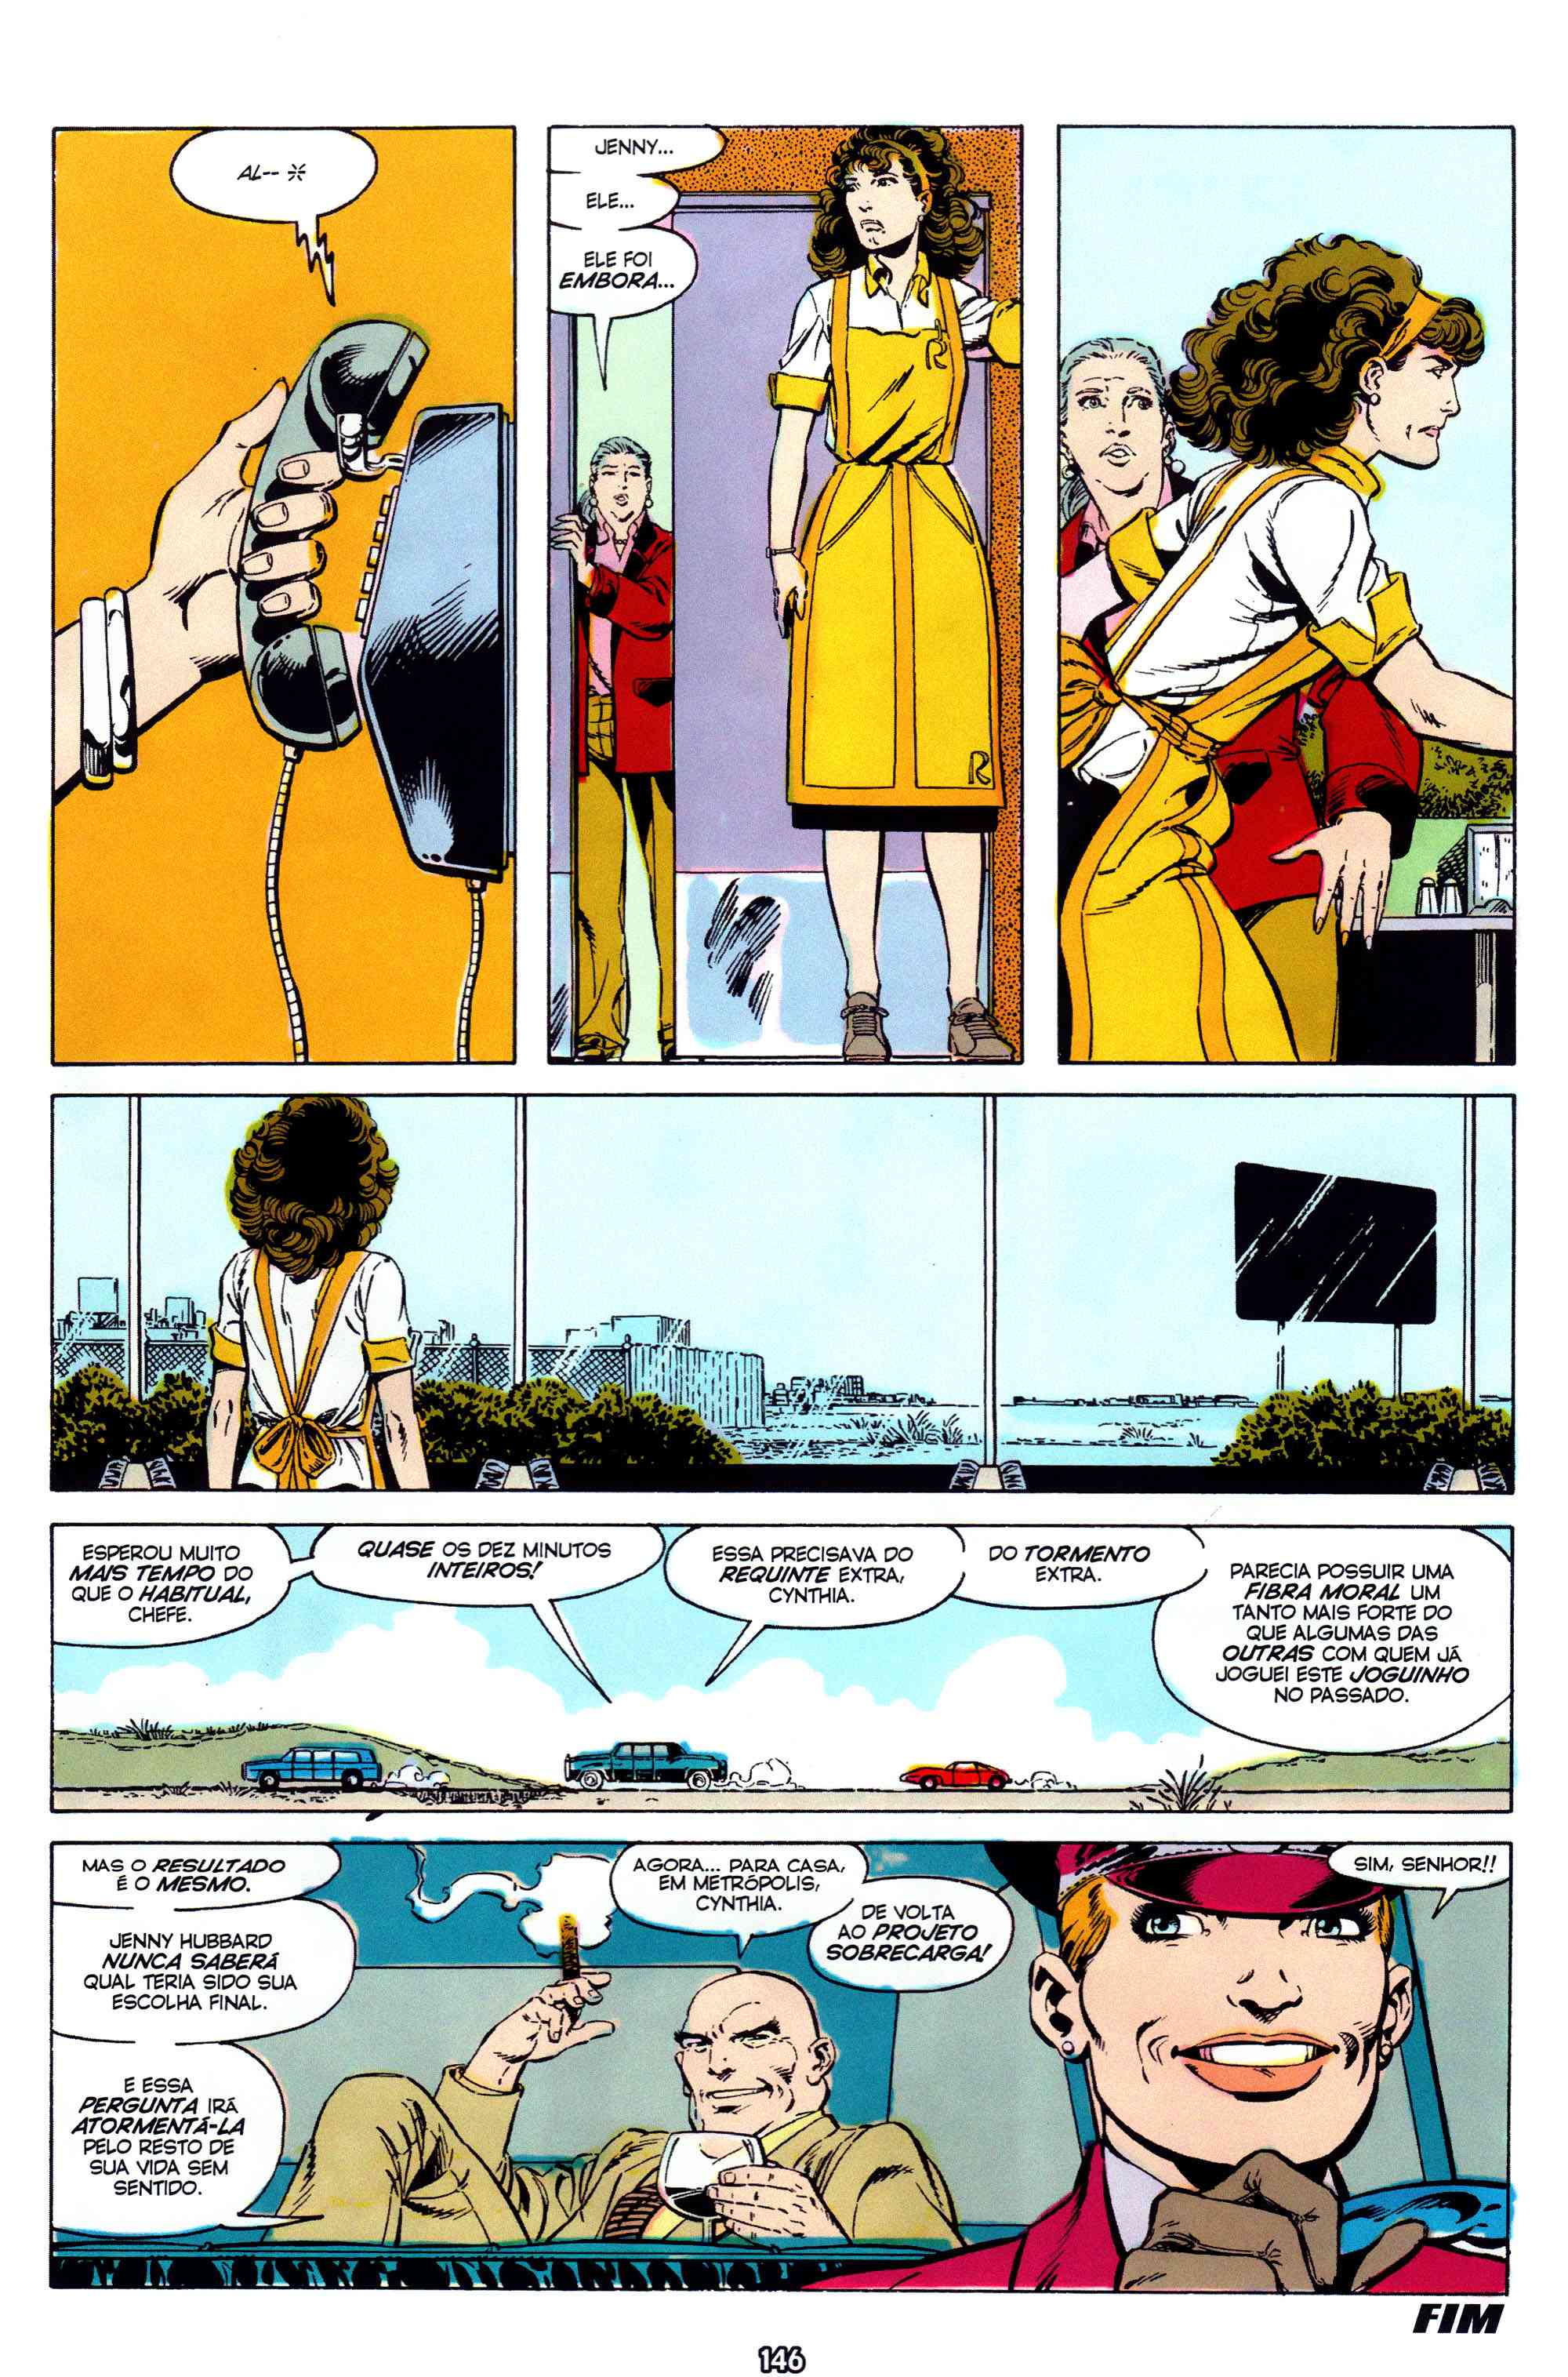 AL--
JENNY...
ELE...
ELE FOI
EMBORA...
R
R
ESPEROU MUITO
MAIS TEMPO DO
QUE O HABITUAL,
CHEFE.
QUASE OS DEZ MINUTOS
INTEIROS!
ESSA PRECISAVA DO
REQUINTE EXTRA,
CYNTHIA.
DO TORMENTO
EXTRA.
PARECIA POSSUIR UMA
FIBRA MORAL UM
TANTO MAIS FORTE DO
QUE ALGUMAS DAS
OUTRAS COM QUEM JÁ
JOGUEI ESTE JOGUINHO
NO PASSADO.
MAS O RESULTADO
É O MESMO.
JENNY HUBBARD
NUNCA SABERÁ
QUAL TERIA SIDO SUA
ESCOLHA FINAL.
E ESSA
PERGUNTA IRÁ
ATORMENTÁ-LA
PELO RESTO DE
SUA VIDA SEM
SENTIDO.
AGORA... PARA CASA,
EM METRÓPOLIS,
CYNTHIA.
DE VOLTA
AO PROJETO
SOBRECARGA!
SIM, SENHOR!!
FIM
146